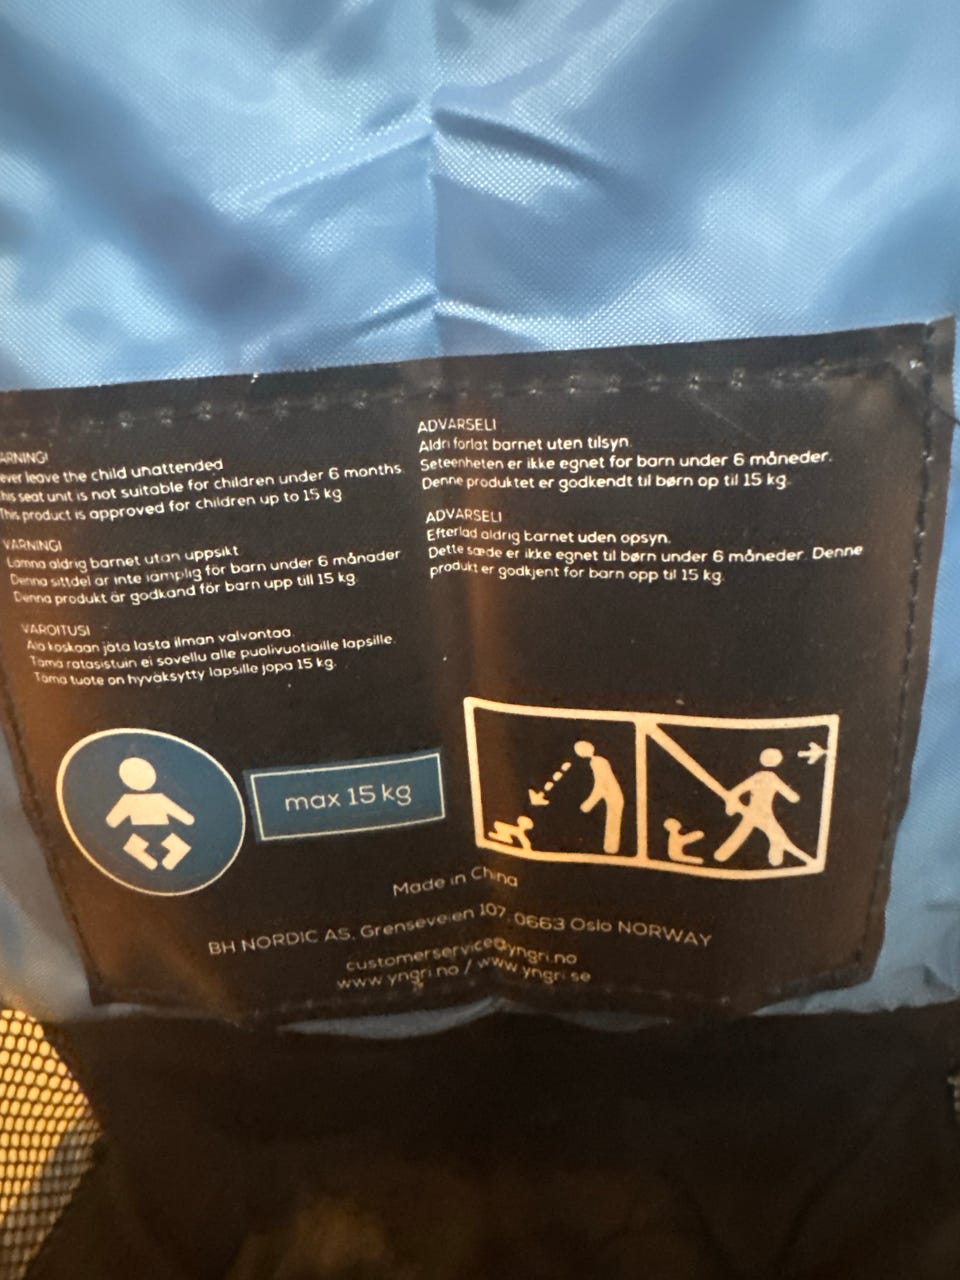 ARNING!
ever leave the child unattended
his seat unit is not suitable for children under 6 months.
This product is approved for children up to 15 kg
VARNING!
Lämna aldrig barnet utan uppsikt
Denna sittdel är inte lämplig för barn under 6 månader
Denna produkt är godkänd för barn upp till 15 kg.
VAROITUS!
Älä koskaan jätä lasta ilman valvontaa.
Tämä ratasistuin ei sovellu alle puolivuotiaille lapsille.
Tämä tuote on hyväksytty lapsille jopa 15 kg.
ADVARSEL!
Aldri forlat barnet uten tilsyn.
Seteenheten er ikke egnet for barn under 6 måneder.
Denne produktet er godkendt til børn op til 15 kg.
ADVARSEL!
Efterlad aldrig barnet uden opsyn.
Dette sæde er ikke egnet til børn under 6 måneder. Denne
produkt er godkjent for barn opp til 15 kg.
max 15 kg
Made in China
BH NORDIC AS, Grenseveien 107, 0663 Oslo NORWAY
customerservice@yngri.no
www.yngri.no / www.yngri.se